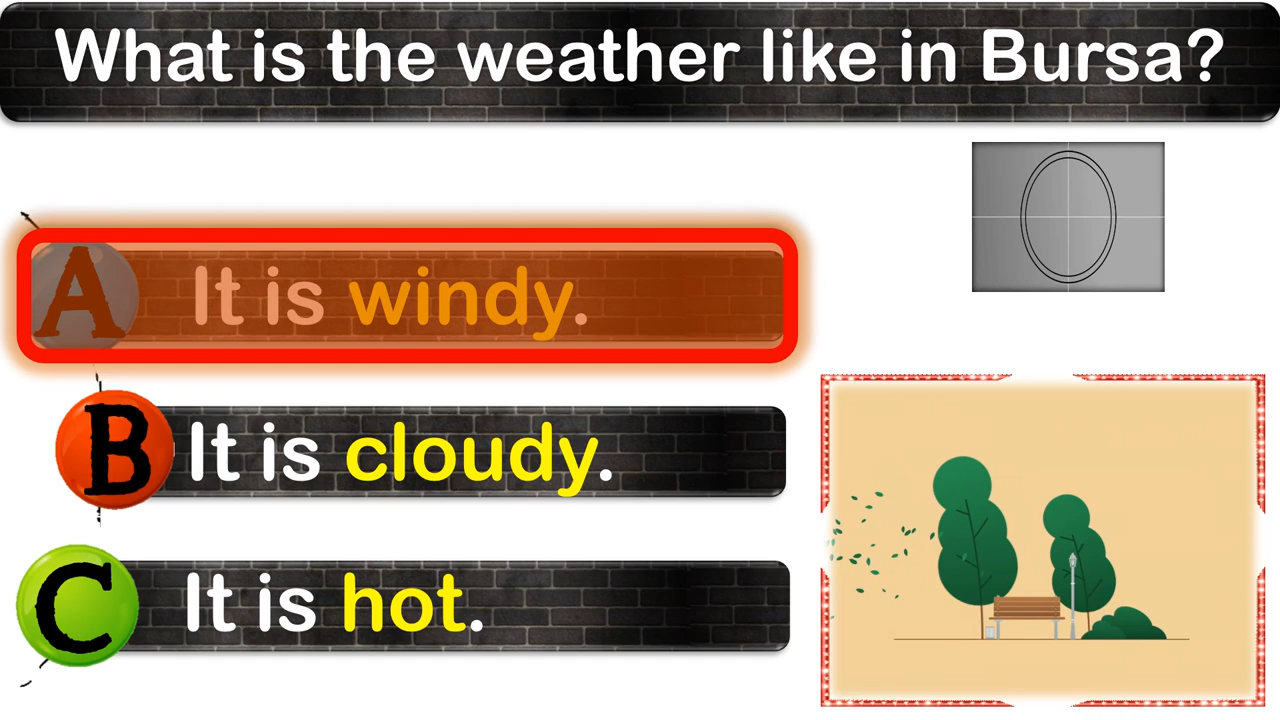 What is the weather like in Bursa?
A It is windy.
B It is cloudy.
C It is hot.